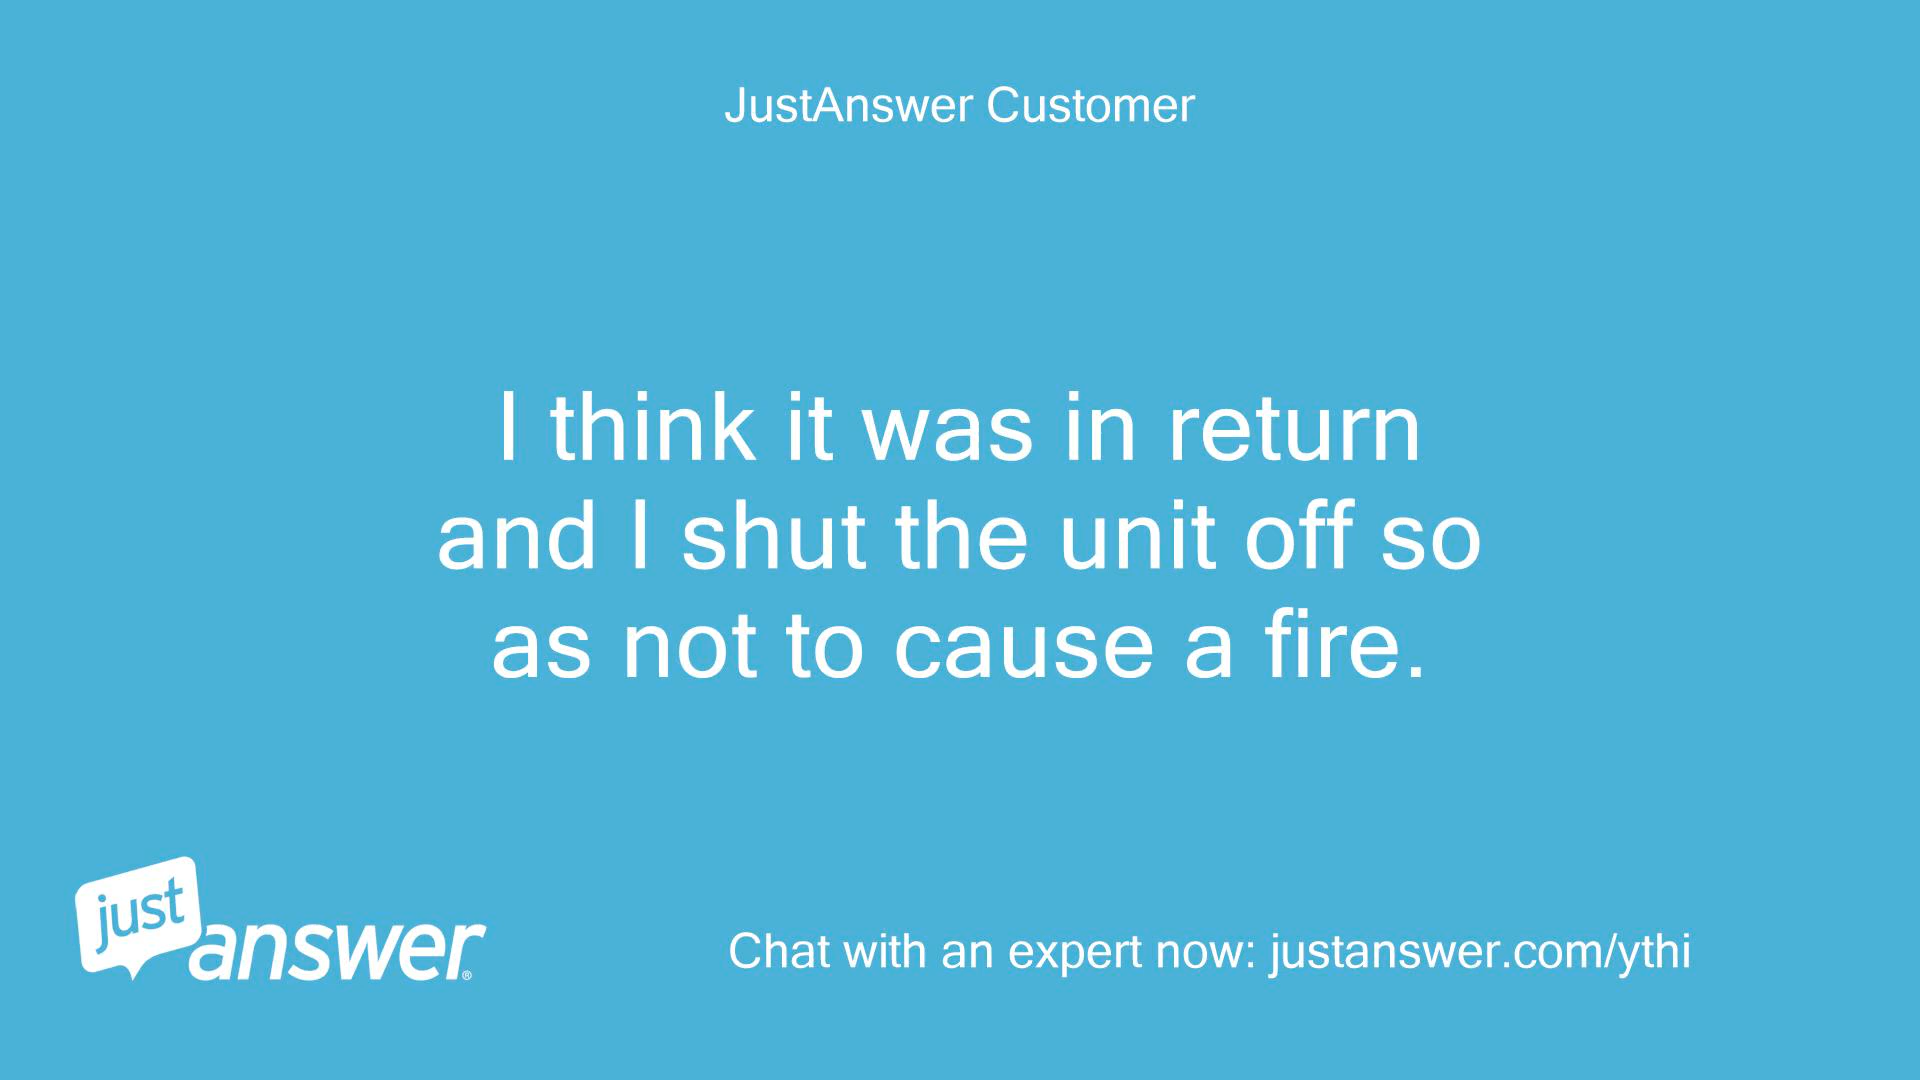 JustAnswer Customer
I think it was in return
and I shut the unit off so
as not to cause a fire.
just
answer®
Chat with an expert now: justanswer.com/ythi